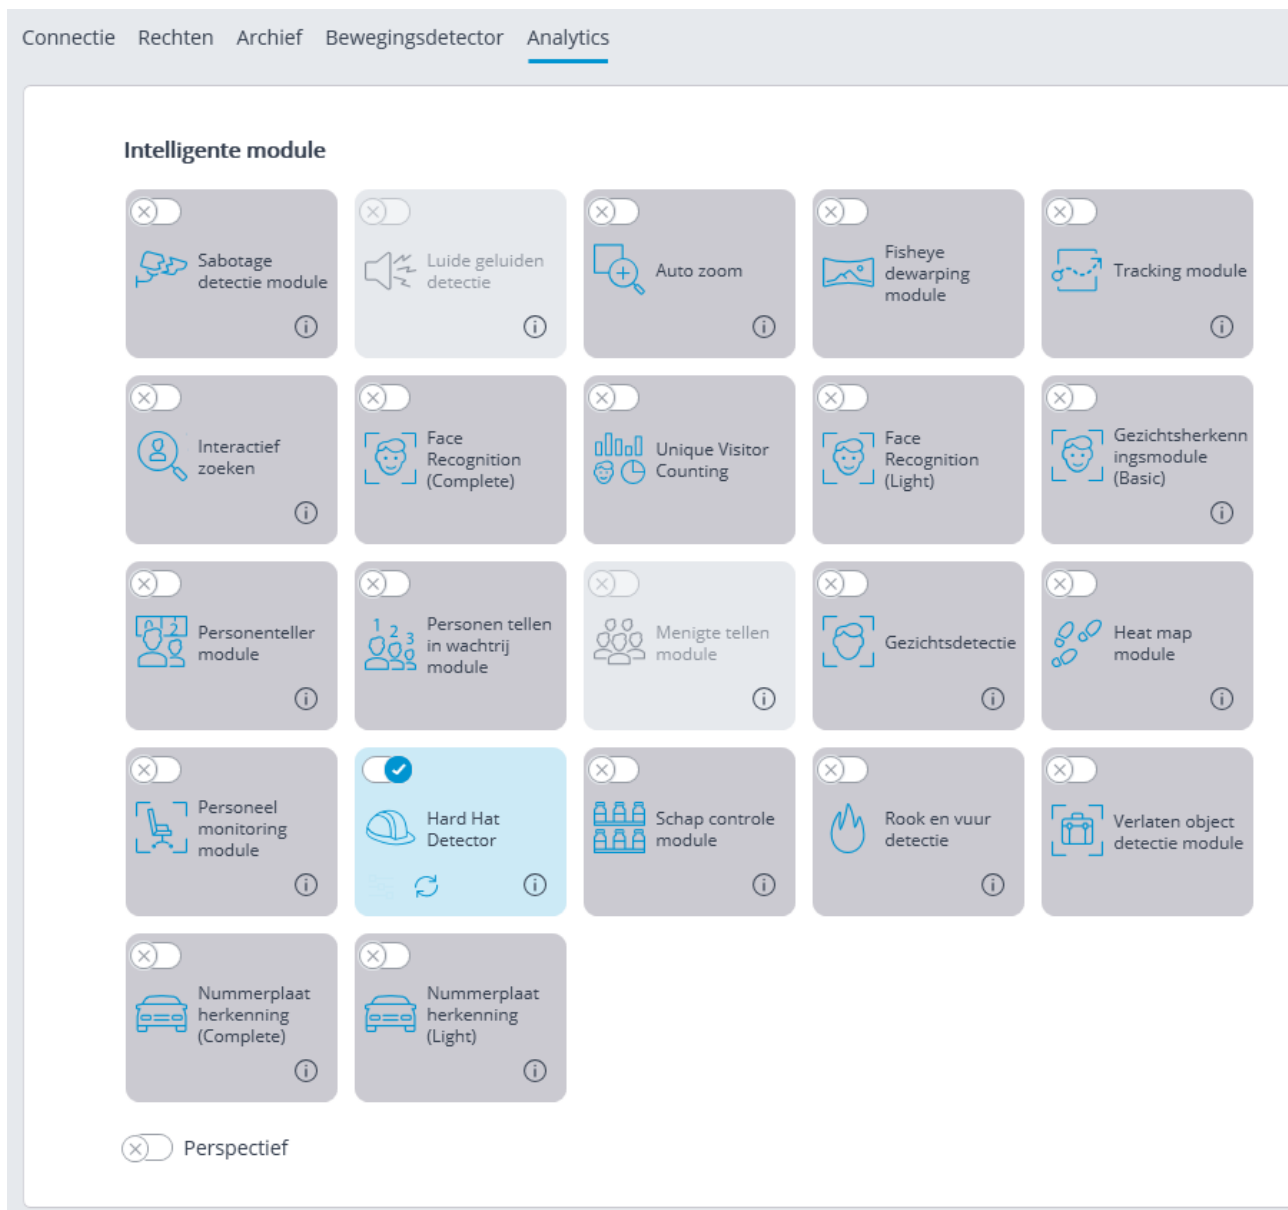 Connectie Rechten Archief Bewegingsdetector Analytics
Intelligente module
Sabotage
detectie module
Luide geluiden
detectie
Auto zoom
Fisheye
dewarping
module
Tracking module
Interactief
zoeken
Face
Recognition
(Complete)
Unique Visitor
Counting
Face
Recognition
(Light)
Gezichtsherkenn
ingsmodule
(Basic)
Personenteller
module
1 2 3
Personen tellen
in wachtrij
module
Menigte tellen
module
Gezichtsdetectie
Heat map
module
Personeel
monitoring
module
Hard Hat
Detector
Schap controle
module
Rook en vuur
detectie
Verlaten object
detectie module
Nummerplaat
herkenning
(Complete)
Nummerplaat
herkenning
(Light)
Perspectief